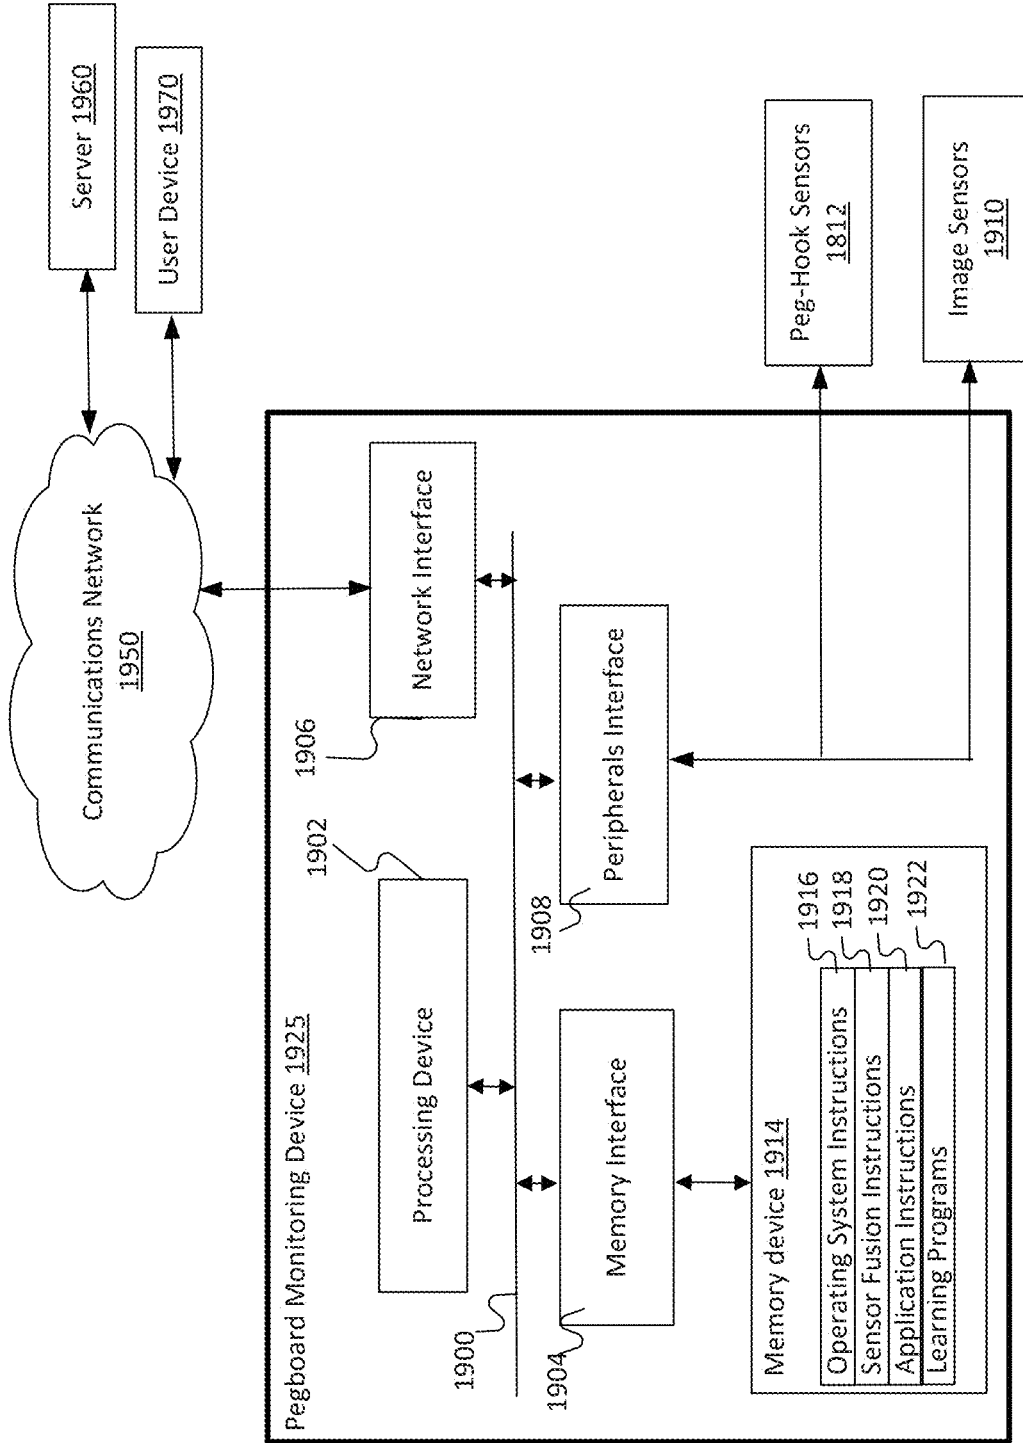 Pegboard Monitoring Device 1925
Processing Device
1902
1900
Memory Interface
1904
Memory device 1914
Operating System Instructions
1916
Sensor Fusion Instructions
1918
Application Instructions
1920
Learning Programs
1922
Peripherals Interface
1908
Network Interface
1906
Communications Network
1950
Server 1960
User Device 1970
Peg-Hook Sensors
1812
Image Sensors
1910